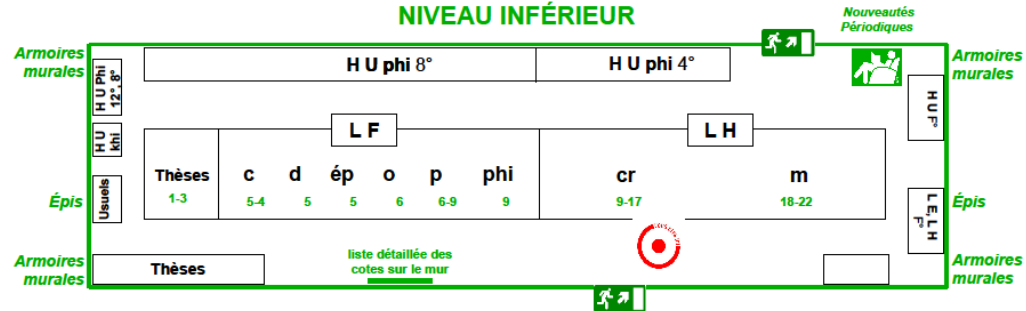 NIVEAU INFÉRIEUR
Nouveautés
Périodiques
Armoires
murales
H U phi 8°
H U phi 4°
Armoires
murales
H U Phi
12°, 8°
H U F°
H U
khi
L F
L H
Thèses
c d ép o p phi
cr
m
1-3
5-4 5 5 6 6-9 9
9-17
18-22
Épis
Usuels
L E, L H
F°
Épis
Armoires
murales
Thèses
liste détaillée des
cotes sur le mur
Armoires
murales